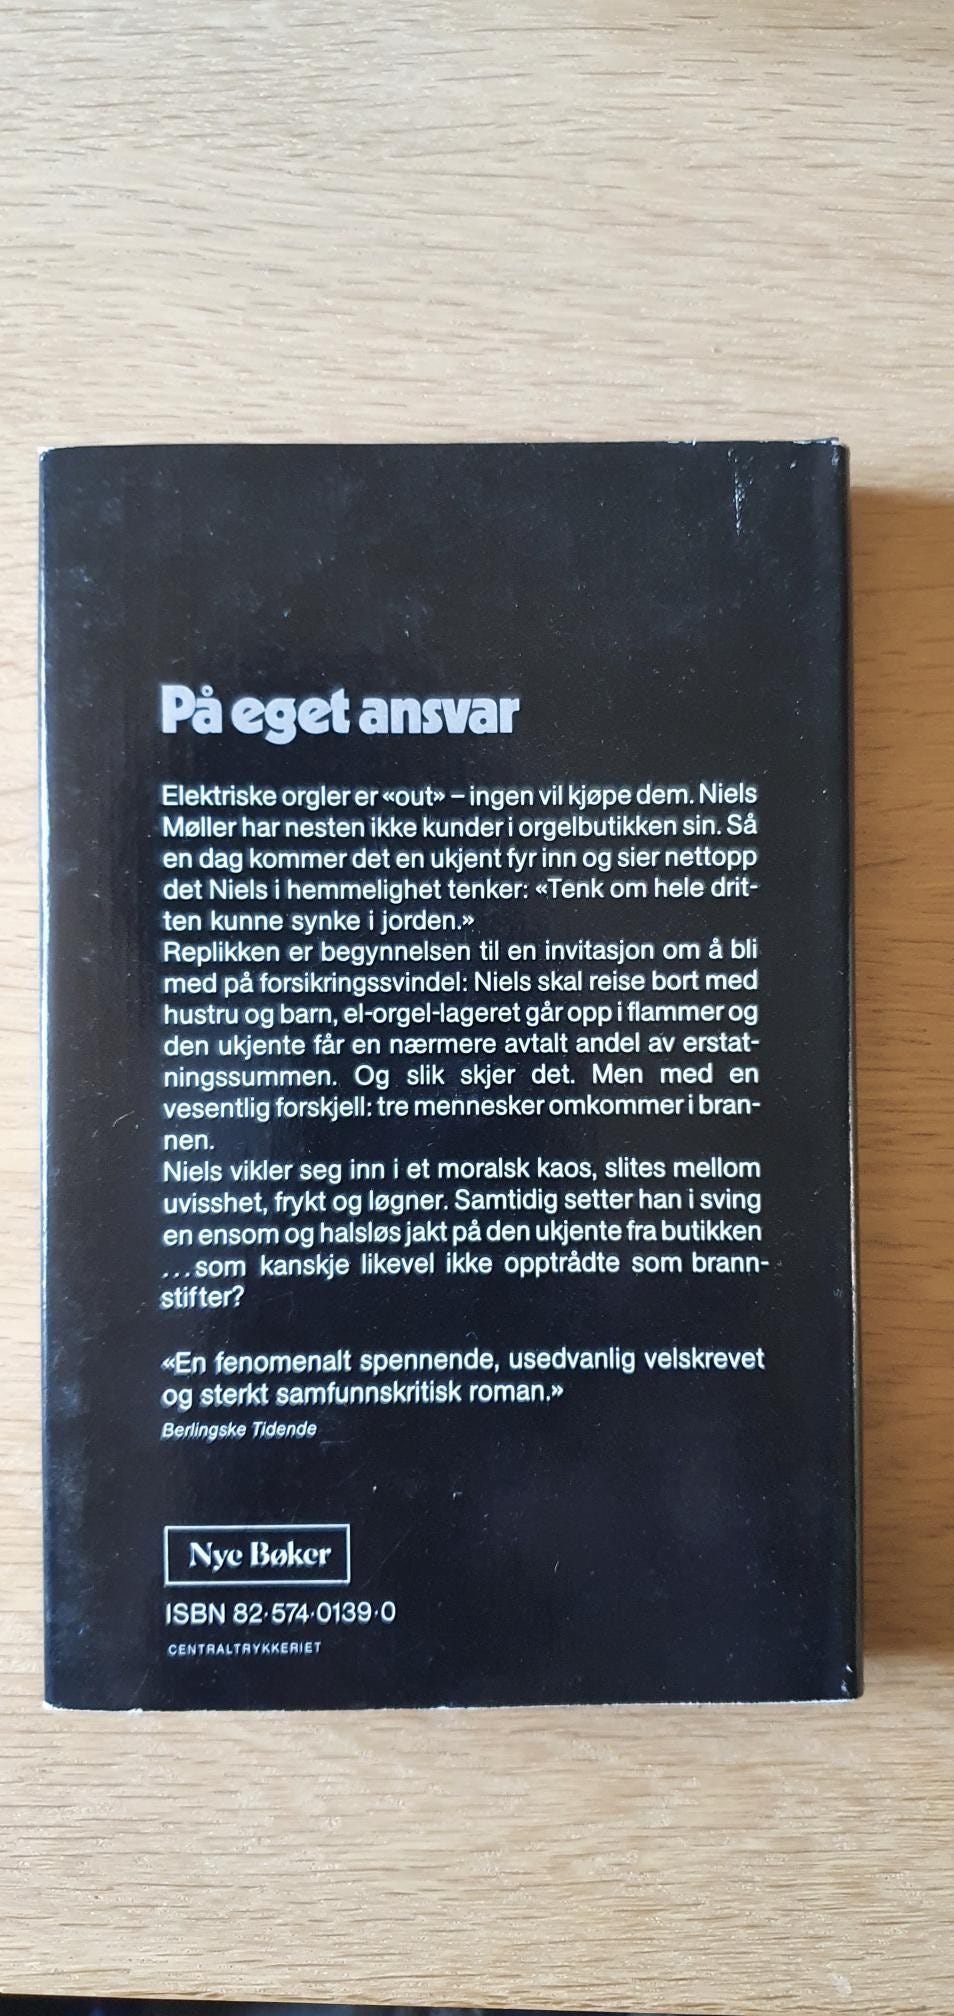 På eget ansvar
Elektriske orgler er «out» – ingen vil kjøpe dem. Niels
Møller har nesten ikke kunder i orgelbutikken sin. Så
en dag kommer det en ukjent fyr inn og sier nettopp
det Niels i hemmelighet tenker: «Tenk om hele drit-
ten kunne synke i jorden.»
Replikken er begynnelsen til en invitasjon om å bli
med på forsikringssvindel: Niels skal reise bort med
hustru og barn, el-orgel-lageret går opp i flammer og
den ukjente får en nærmere avtalt andel av erstat-
ningssummen. Og slik skjer det. Men med en
vesentlig forskjell: tre mennesker omkommer i bran-
nen.
Niels vikler seg inn i et moralsk kaos, slites mellom
uvisshet, frykt og løgner. Samtidig setter han i sving
en ensom og halsløs jakt på den ukjente fra butikken
...som kanskje likevel ikke opptrådte som brann-
stifter?
«En fenomenalt spennende, usedvanlig velskrevet
og sterkt samfunnskritisk roman.»
Berlingske Tidende
Nye Bøker
ISBN 82·574·0139·0
CENTRALTRYKKERIET